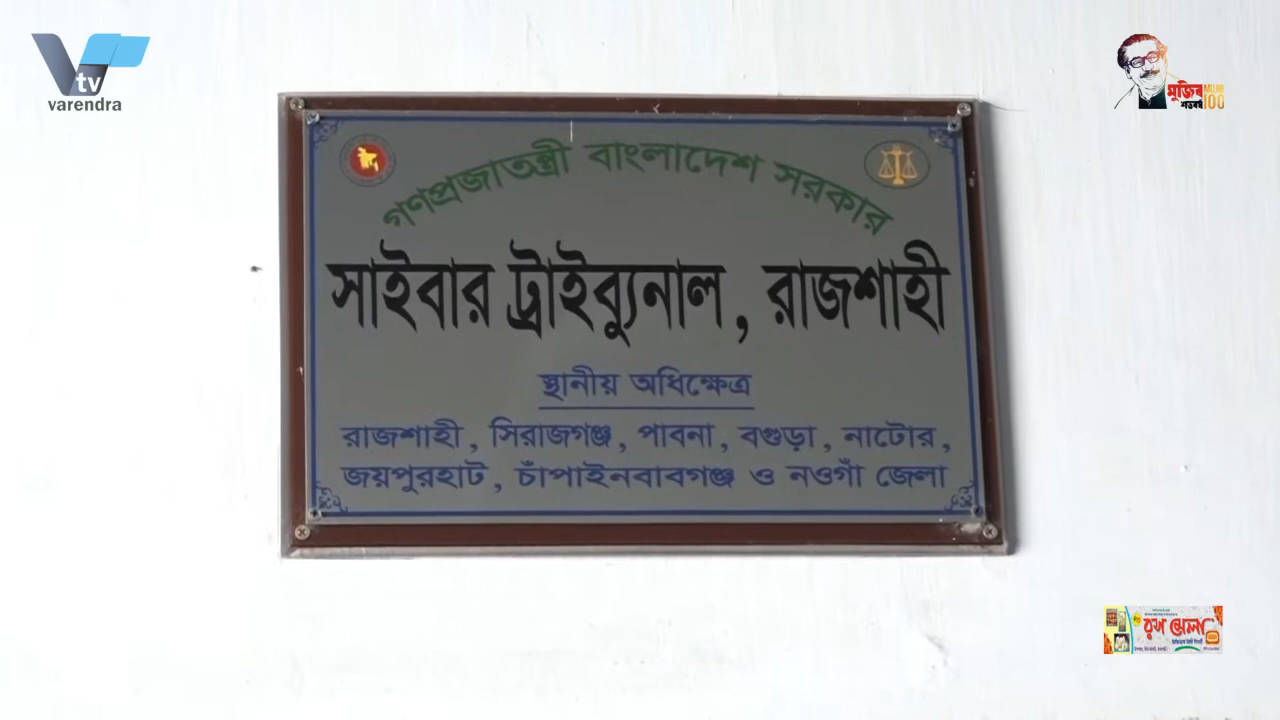 tv
varendra
মুজিব
শতবর্ষ
100
গণপ্রজাতন্ত্রী বাংলাদেশ সরকার
সাইবার ট্রাইব্যুনাল, রাজশাহী
স্থানীয় অধিক্ষেত্র
রাজশাহী, সিরাজগঞ্জ, পাবনা, বগুড়া, নাটোর,
জয়পুরহাট, চাঁপাইনবাবগঞ্জ ও নওগাঁ জেলা
মেলা